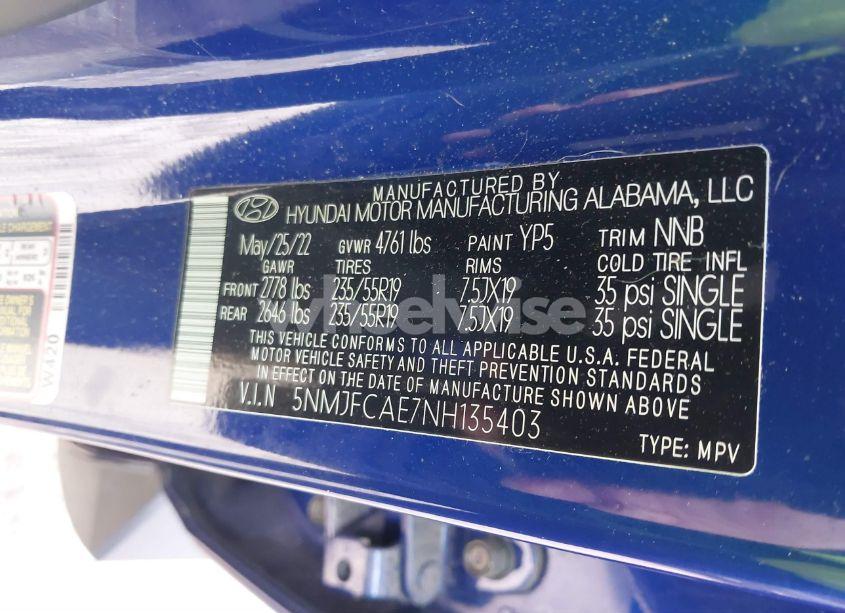 MANUFACTURED BY
HYUNDAI MOTOR MANUFACTURING ALABAMA, LLC
May/25/22 GVWR 4761 lbs PAINT YP5 TRIM NNB
GAWR TIRES RIMS COLD TIRE INFL
FRONT 2778 lbs 235/55R19 7.5JX19 35 psi SINGLE
REAR 2646 lbs 235/55R19 7.5JX19 35 psi SINGLE
THIS VEHICLE CONFORMS TO ALL APPLICABLE U.S.A. FEDERAL
MOTOR VEHICLE SAFETY AND THEFT PREVENTION STANDARDS
IN EFFECT ON THE DATE OF MANUFACTURE SHOWN ABOVE
V.I.N 5NMJFCAE7NH135403
TYPE: MPV
wheelwise
W420